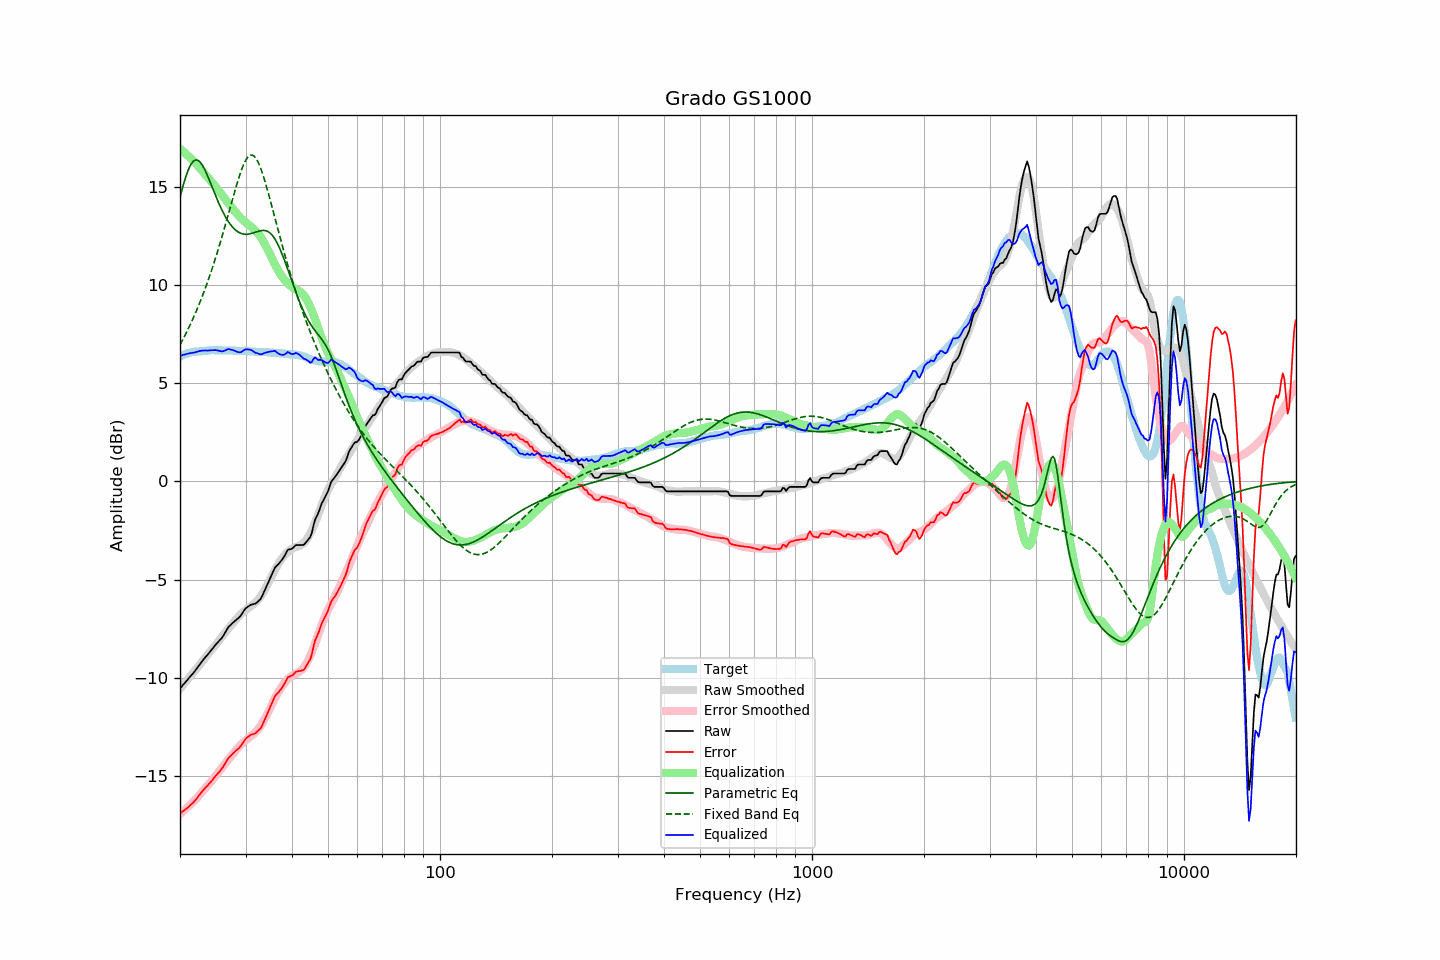 Grado GS1000
Amplitude (dBr)
15
10
5
0
−5
−10
−15
Target
Raw Smoothed
Error Smoothed
Raw
Error
Equalization
Parametric Eq
Fixed Band Eq
Equalized
100
1000
10000
Frequency (Hz)